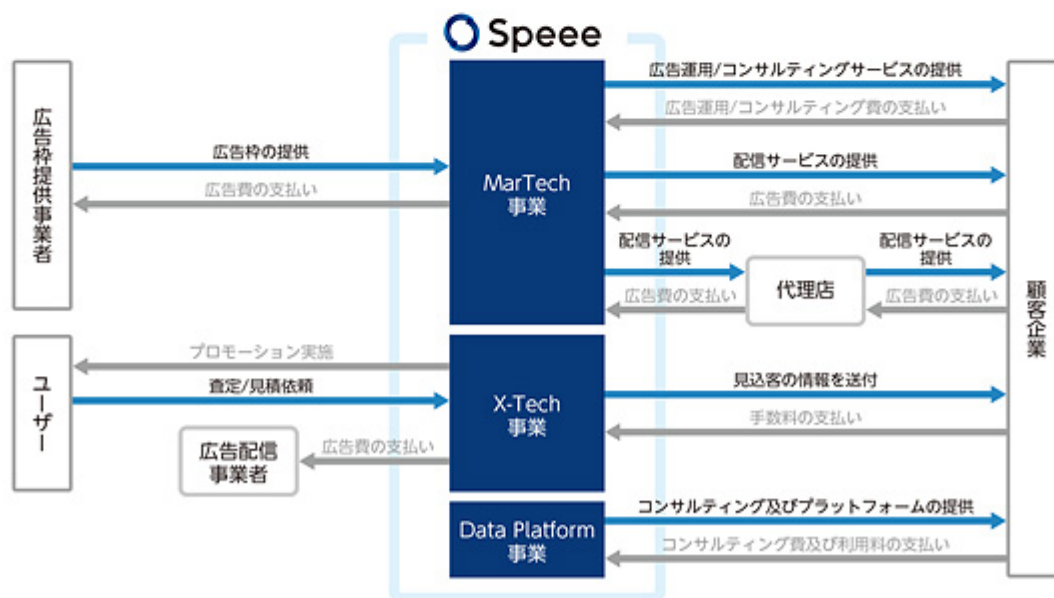 Speee
広告枠提供事業者
広告枠の提供
広告費の支払い
MarTech
事業
広告運用/コンサルティングサービスの提供
広告運用/コンサルティング費の支払い
配信サービスの提供
広告費の支払い
配信サービスの
提供
広告費の支払い
代理店
配信サービスの
提供
広告費の支払い
顧客企業
ユーザー
プロモーション実施
査定/見積依頼
広告配信
事業者
広告費の支払い
X-Tech
事業
見込客の情報を送付
手数料の支払い
Data Platform
事業
コンサルティング及びプラットフォームの提供
コンサルティング費及び利用料の支払い